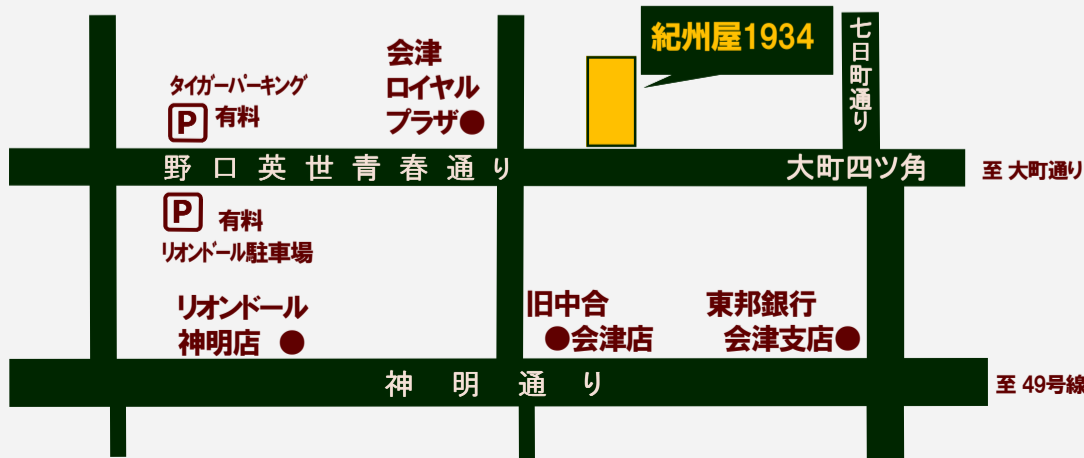 紀州屋1934
七日町通り
会津
ロイヤル
プラザ●
タイガーパーキング
P 有料
野口英世青春通り
大町四ツ角
至 大町通り
P 有料
リオンドール駐車場
リオンドール
神明店 ●
旧中合
●会津店
東邦銀行
会津支店●
神明通り
至 49号線